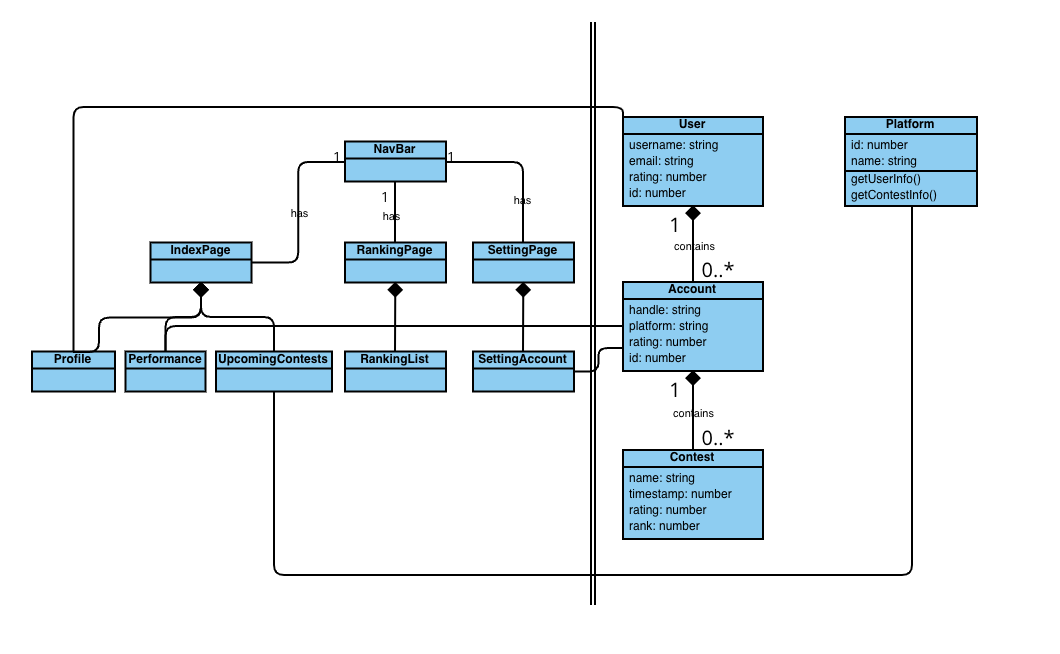 NavBar
1
1
1
has
has
has
IndexPage
RankingPage
SettingPage
Profile
Performance
UpcomingContests
RankingList
SettingAccount
User
username: string
email: string
rating: number
id: number
1
contains
0..*
Account
handle: string
platform: string
rating: number
id: number
1
contains
0..*
Contest
name: string
timestamp: number
rating: number
rank: number
Platform
id: number
name: string
getUserInfo()
getContestInfo()